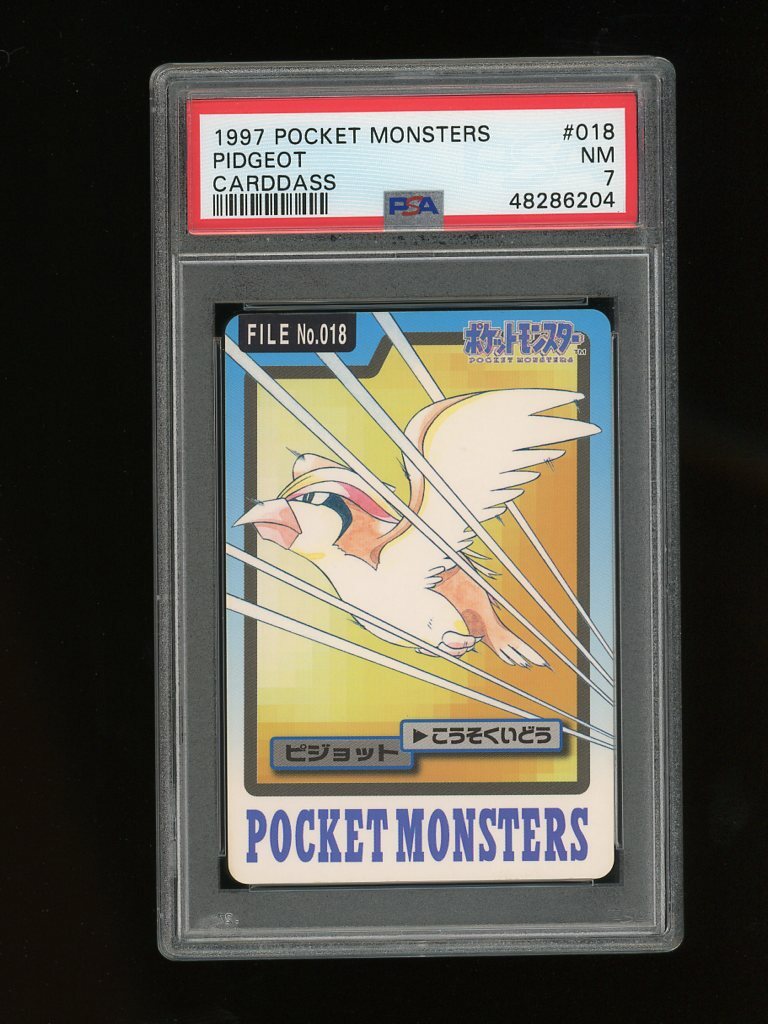 1997 POCKET MONSTERS #018
PIDGEOT NM
CARDDASS 7
PSA 48286204
FILE No.018
ポケットモンスター™
POCKET MONSTERS
▶こうそくいどう
ピジョット
POCKET MONSTERS